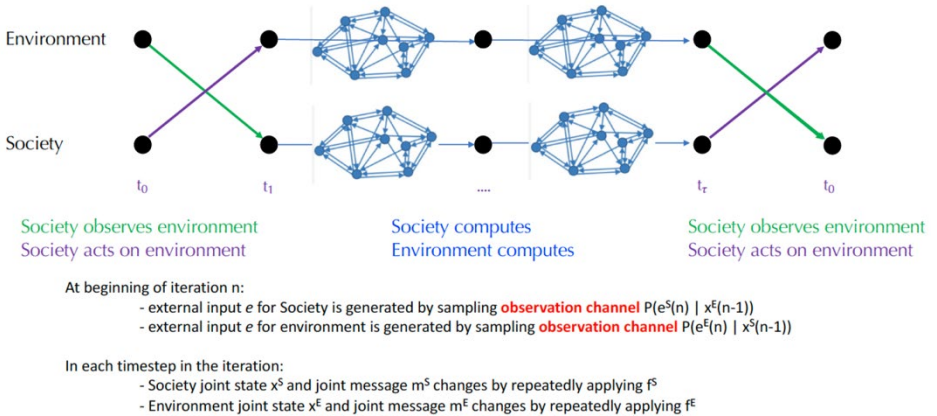 Environment
Society
t₀ t₁ .... tᵣ t₀
Society observes environment Society computes Society observes environment
Society acts on environment Environment computes Society acts on environment
At beginning of iteration n:
- external input e for Society is generated by sampling observation channel P(eˢ(n) | xᴱ(n-1))
- external input e for environment is generated by sampling observation channel P(eᴱ(n) | xˢ(n-1))
In each timestep in the iteration:
- Society joint state xˢ and joint message mˢ changes by repeatedly applying fˢ
- Environment joint state xᴱ and joint message mᴱ changes by repeatedly applying fᴱ